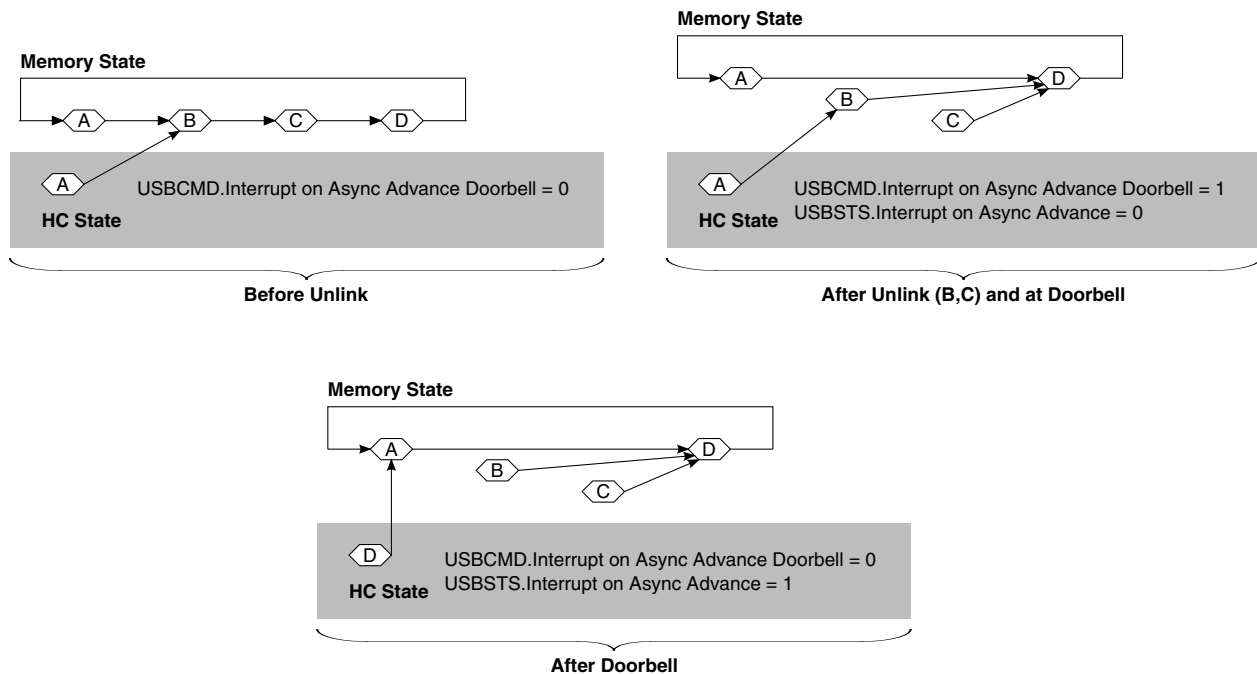 Memory State
A B C D
A
USBCMD.Interrupt on Async Advance Doorbell = 0
HC State
Before Unlink
Memory State
A D
B
C
A
USBCMD.Interrupt on Async Advance Doorbell = 1
HC State USBSTS.Interrupt on Async Advance = 0
After Unlink (B,C) and at Doorbell
Memory State
A D
B
C
D
USBCMD.Interrupt on Async Advance Doorbell = 0
HC State USBSTS.Interrupt on Async Advance = 1
After Doorbell